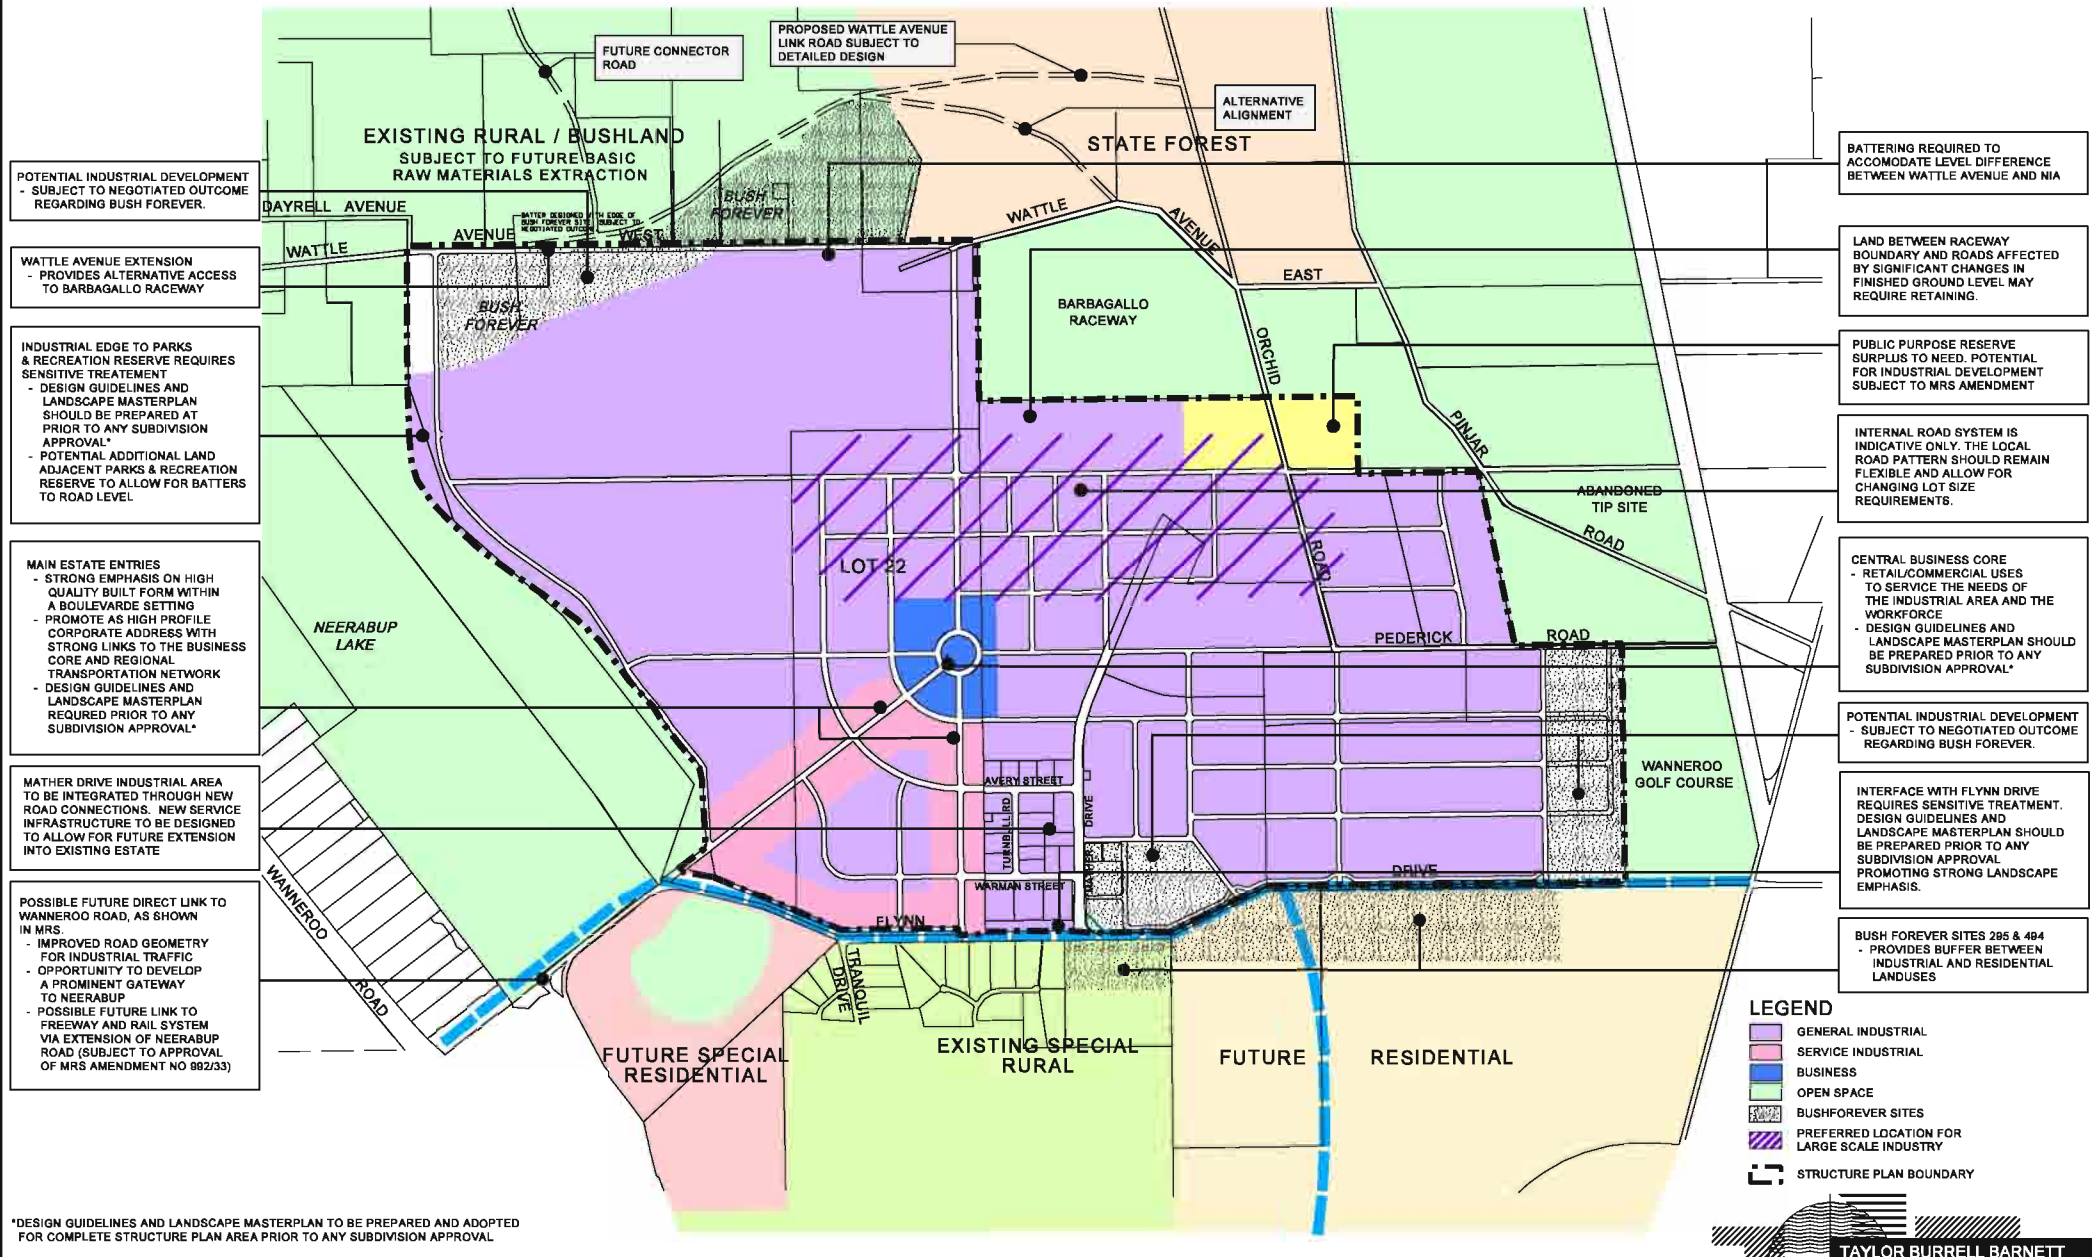 POTENTIAL INDUSTRIAL DEVELOPMENT
- SUBJECT TO NEGOTIATED OUTCOME
REGARDING BUSH FOREVER.
WATTLE AVENUE EXTENSION
- PROVIDES ALTERNATIVE ACCESS
TO BARBAGALLO RACEWAY
INDUSTRIAL EDGE TO PARKS
& RECREATION RESERVE REQUIRES
SENSITIVE TREATEMENT
- DESIGN GUIDELINES AND
LANDSCAPE MASTERPLAN
SHOULD BE PREPARED AT
PRIOR TO ANY SUBDIVISION
APPROVAL*
- POTENTIAL ADDITIONAL LAND
ADJACENT PARKS & RECREATION
RESERVE TO ALLOW FOR BATTERS
TO ROAD LEVEL
MAIN ESTATE ENTRIES
- STRONG EMPHASIS ON HIGH
QUALITY BUILT FORM WITHIN
A BOULEVARDE SETTING
- PROMOTE AS HIGH PROFILE
CORPORATE ADDRESS WITH
STRONG LINKS TO THE BUSINESS
CORE AND REGIONAL
TRANSPORTATION NETWORK
- DESIGN GUIDELINES AND
LANDSCAPE MASTERPLAN
REQURED PRIOR TO ANY
SUBDIVISION APPROVAL*
MATHER DRIVE INDUSTRIAL AREA
TO BE INTEGRATED THROUGH NEW
ROAD CONNECTIONS. NEW SERVICE
INFRASTRUCTURE TO BE DESIGNED
TO ALLOW FOR FUTURE EXTENSION
INTO EXISTING ESTATE
POSSIBLE FUTURE DIRECT LINK TO
WANNEROO ROAD, AS SHOWN
IN MRS.
- IMPROVED ROAD GEOMETRY
FOR INDUSTRIAL TRAFFIC
- OPPORTUNITY TO DEVELOP
A PROMINENT GATEWAY
TO NEERABUP
- POSSIBLE FUTURE LINK TO
FREEWAY AND RAIL SYSTEM
VIA EXTENSION OF NEERABUP
ROAD (SUBJECT TO APPROVAL
OF MRS AMENDMENT NO 992/33)
*DESIGN GUIDELINES AND LANDSCAPE MASTERPLAN TO BE PREPARED AND ADOPTED
FOR COMPLETE STRUCTURE PLAN AREA PRIOR TO ANY SUBDIVISION APPROVAL
FUTURE CONNECTOR
ROAD
PROPOSED WATTLE AVENUE
LINK ROAD SUBJECT TO
DETAILED DESIGN
ALTERNATIVE
ALIGNMENT
EXISTING RURAL / BUSHLAND
SUBJECT TO FUTURE BASIC
RAW MATERIALS EXTRACTION
STATE FOREST
BUSH
FOREVER
DAYRELL AVENUE
BATTER DESIGNED WITH EDGE OF
BUSH FOREVER SITE (SUBJECT TO
NEGOTIATED OUTCOME
WATTLE
AVENUE
WEST
WATTLE
AVENUE
EAST
BUSH
FOREVER
BARBAGALLO
RACEWAY
ORCHID
ROAD
PINJAR
ROAD
ABANDONED
TIP SITE
LOT 22
NEERABUP
LAKE
PEDERICK
ROAD
WANNEROO
GOLF COURSE
AVERY STREET
TURNBULL RD
WARMAN STREET
MATHER
DRIVE
FLYNN
DRIVE
WANNEROO
ROAD
TRANQUIL
DRIVE
FUTURE SPECIAL
RESIDENTIAL
EXISTING SPECIAL
RURAL
FUTURE
RESIDENTIAL
BATTERING REQUIRED TO
ACCOMODATE LEVEL DIFFERENCE
BETWEEN WATTLE AVENUE AND NIA
LAND BETWEEN RACEWAY
BOUNDARY AND ROADS AFFECTED
BY SIGNIFICANT CHANGES IN
FINISHED GROUND LEVEL MAY
REQUIRE RETAINING.
PUBLIC PURPOSE RESERVE
SURPLUS TO NEED. POTENTIAL
FOR INDUSTRIAL DEVELOPMENT
SUBJECT TO MRS AMENDMENT
INTERNAL ROAD SYSTEM IS
INDICATIVE ONLY. THE LOCAL
ROAD PATTERN SHOULD REMAIN
FLEXIBLE AND ALLOW FOR
CHANGING LOT SIZE
REQUIREMENTS.
CENTRAL BUSINESS CORE
- RETAIL/COMMERCIAL USES
TO SERVICE THE NEEDS OF
THE INDUSTRIAL AREA AND THE
WORKFORCE
- DESIGN GUIDELINES AND
LANDSCAPE MASTERPLAN SHOULD
BE PREPARED PRIOR TO ANY
SUBDIVISION APPROVAL*
POTENTIAL INDUSTRIAL DEVELOPMENT
- SUBJECT TO NEGOTIATED OUTCOME
REGARDING BUSH FOREVER.
INTERFACE WITH FLYNN DRIVE
REQUIRES SENSITIVE TREATMENT.
DESIGN GUIDELINES AND
LANDSCAPE MASTERPLAN SHOULD
BE PREPARED PRIOR TO ANY
SUBDIVISION APPROVAL
PROMOTING STRONG LANDSCAPE
EMPHASIS.
BUSH FOREVER SITES 295 & 494
- PROVIDES BUFFER BETWEEN
INDUSTRIAL AND RESIDENTIAL
LANDUSES
LEGEND
GENERAL INDUSTRIAL
SERVICE INDUSTRIAL
BUSINESS
OPEN SPACE
BUSHFOREVER SITES
PREFERRED LOCATION FOR
LARGE SCALE INDUSTRY
STRUCTURE PLAN BOUNDARY
TAYLOR BURRELL BARNETT